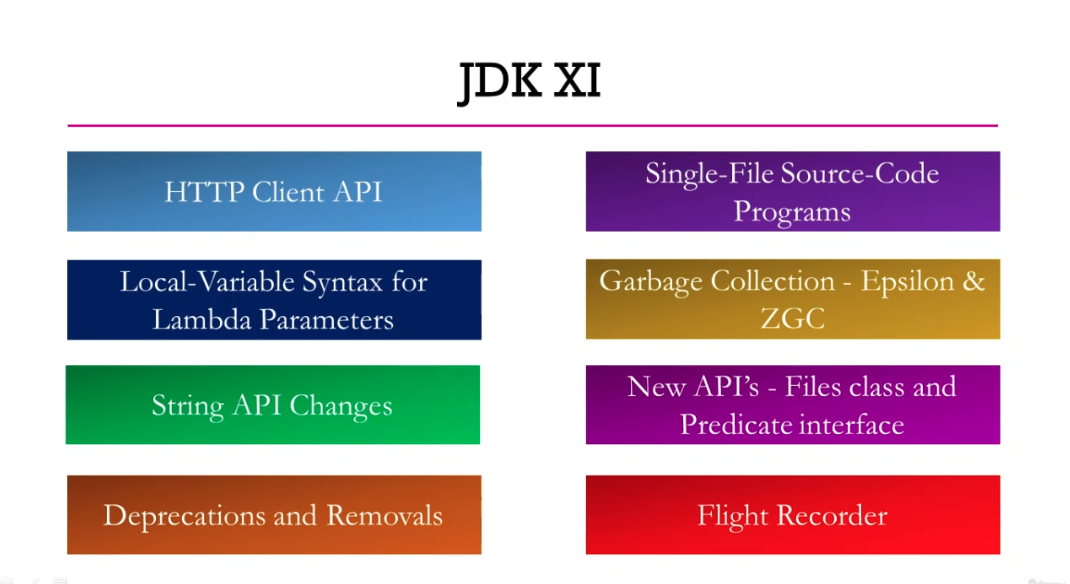 JDK XI
HTTP Client API
Single-File Source-Code
Programs
Local-Variable Syntax for
Lambda Parameters
Garbage Collection - Epsilon &
ZGC
String API Changes
New API's - Files class and
Predicate interface
Deprecations and Removals
Flight Recorder